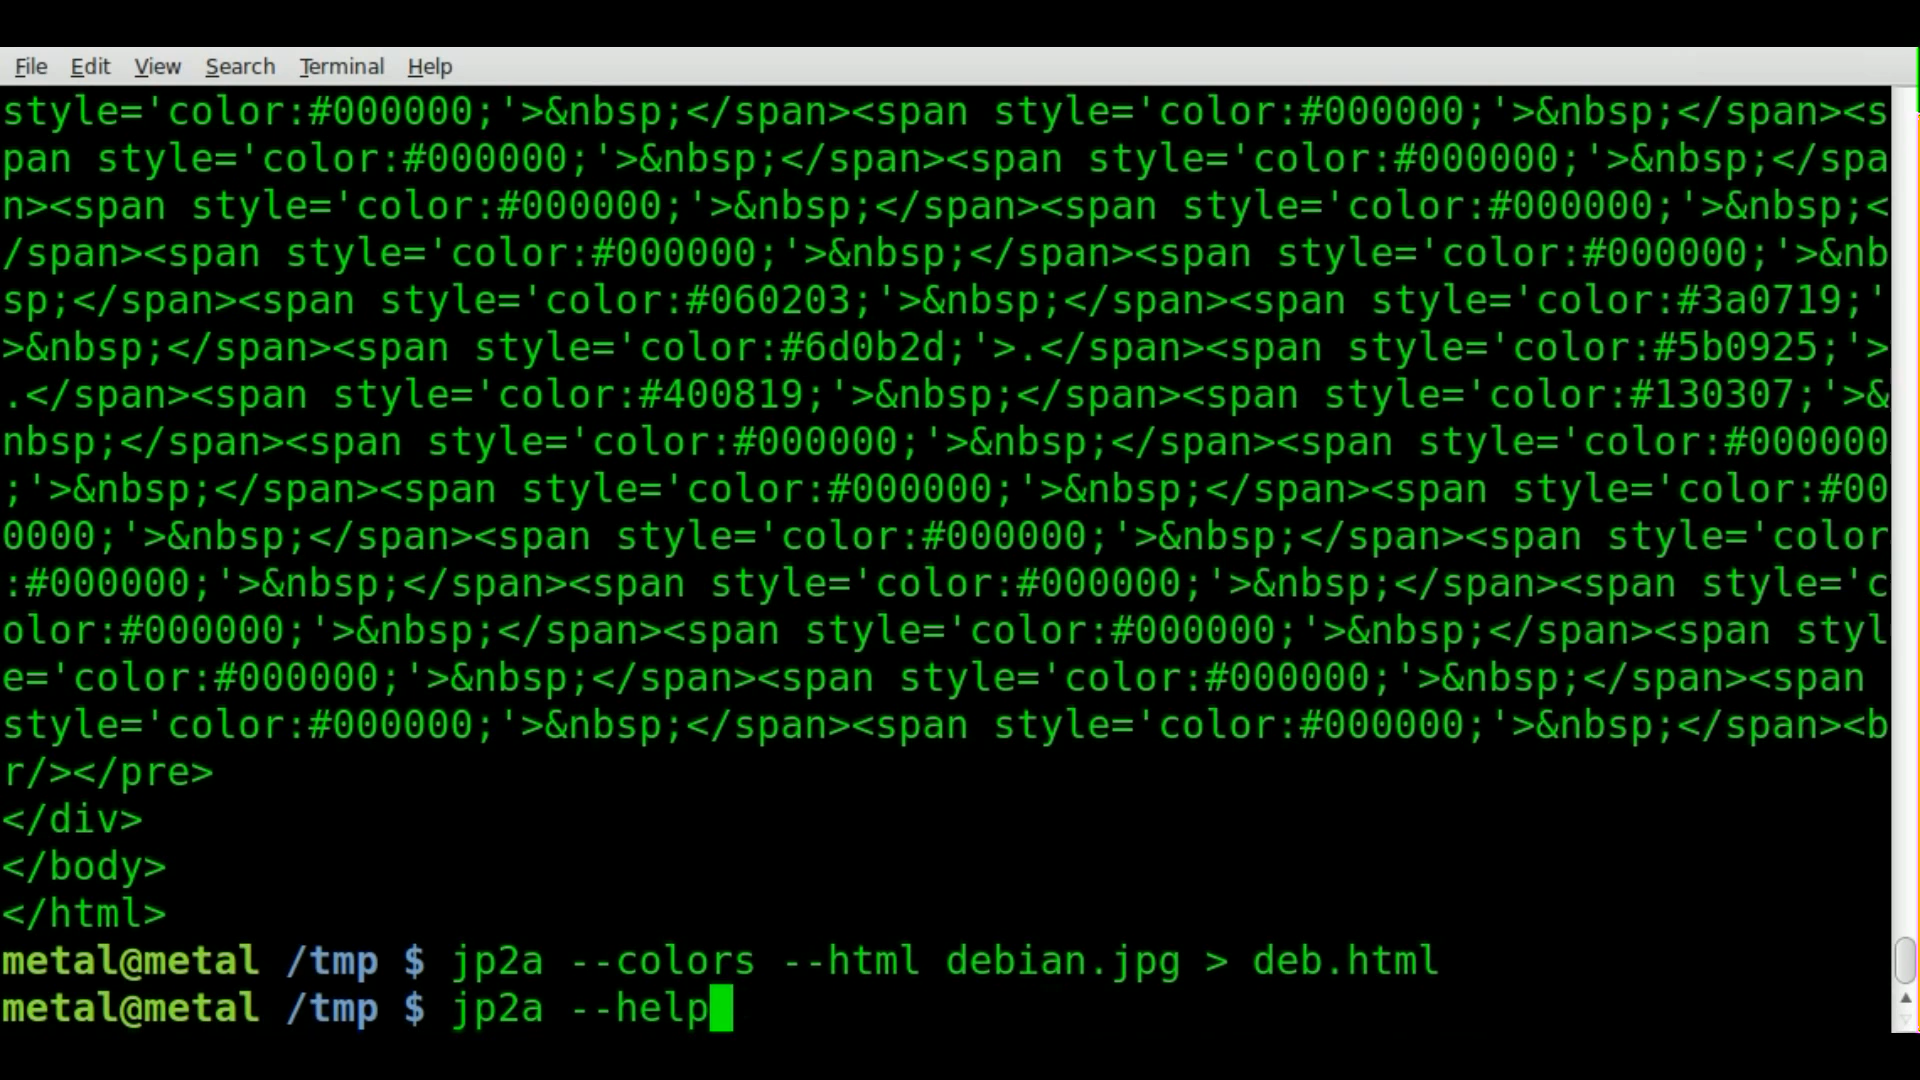 File Edit View Search Terminal Help
style='color:#000000;'>&nbsp;</span><span style='color:#000000;'>&nbsp;</span><s
pan style='color:#000000;'>&nbsp;</span><span style='color:#000000;'>&nbsp;</spa
n><span style='color:#000000;'>&nbsp;</span><span style='color:#000000;'>&nbsp;<
/span><span style='color:#000000;'>&nbsp;</span><span style='color:#000000;'>&nb
sp;</span><span style='color:#060203;'>&nbsp;</span><span style='color:#3a0719;'
>&nbsp;</span><span style='color:#6d0b2d;'>.</span><span style='color:#5b0925;'>
.</span><span style='color:#400819;'>&nbsp;</span><span style='color:#130307;'>&
nbsp;</span><span style='color:#000000;'>&nbsp;</span><span style='color:#000000
;'>&nbsp;</span><span style='color:#000000;'>&nbsp;</span><span style='color:#00
0000;'>&nbsp;</span><span style='color:#000000;'>&nbsp;</span><span style='color
:#000000;'>&nbsp;</span><span style='color:#000000;'>&nbsp;</span><span style='c
olor:#000000;'>&nbsp;</span><span style='color:#000000;'>&nbsp;</span><span styl
e='color:#000000;'>&nbsp;</span><span style='color:#000000;'>&nbsp;</span><span
style='color:#000000;'>&nbsp;</span><span style='color:#000000;'>&nbsp;</span><b
r/></pre>
</div>
</body>
</html>
metal@metal /tmp $ jp2a --colors --html debian.jpg > deb.html
metal@metal /tmp $ jp2a --help